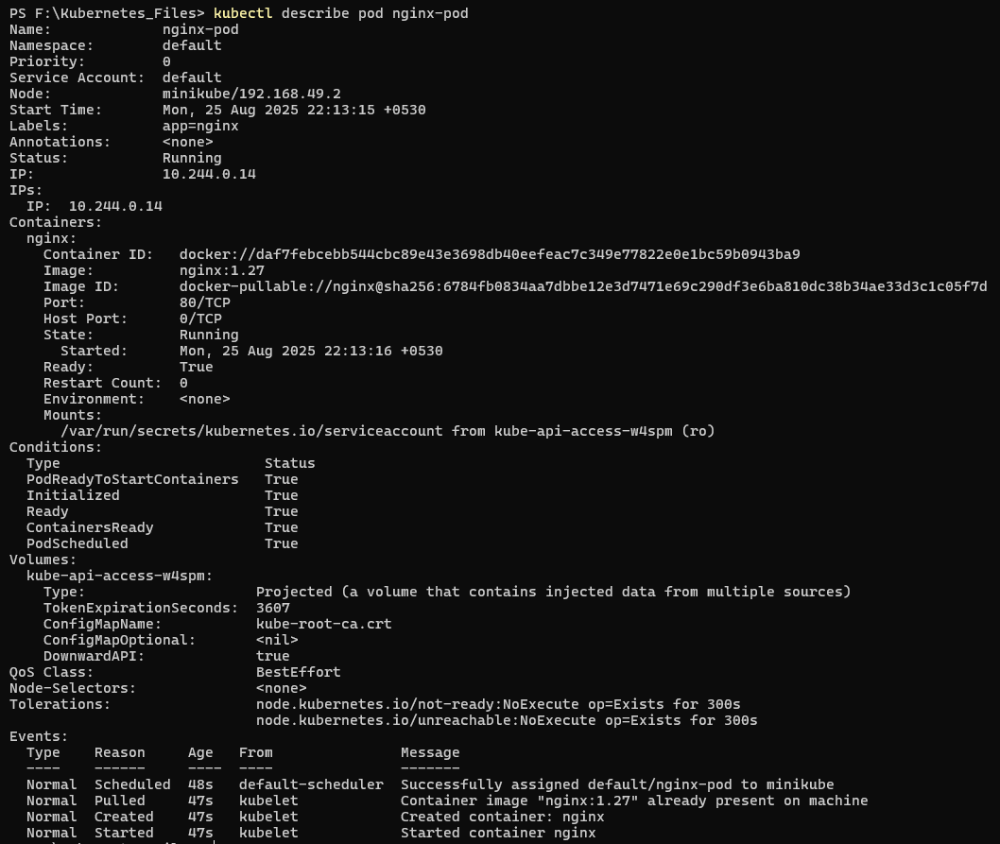 PS F:\Kubernetes_Files> kubectl describe pod nginx-pod
Name:             nginx-pod
Namespace:        default
Priority:         0
Service Account:  default
Node:             minikube/192.168.49.2
Start Time:       Mon, 25 Aug 2025 22:13:15 +0530
Labels:           app=nginx
Annotations:      <none>
Status:           Running
IP:               10.244.0.14
IPs:
  IP:  10.244.0.14
Containers:
  nginx:
    Container ID:   docker://daf7febcebb544cbc89e43e3698db40eefeac7c349e77822e0e1bc59b0943ba9
    Image:          nginx:1.27
    Image ID:       docker-pullable://nginx@sha256:6784fb0834aa7dbbe12e3d7471e69c290df3e6ba810dc38b34ae33d3c1c05f7d
    Port:           80/TCP
    Host Port:      0/TCP
    State:          Running
      Started:      Mon, 25 Aug 2025 22:13:16 +0530
    Ready:          True
    Restart Count:  0
    Environment:    <none>
    Mounts:
      /var/run/secrets/kubernetes.io/serviceaccount from kube-api-access-w4spm (ro)
Conditions:
  Type                        Status
  PodReadyToStartContainers   True
  Initialized                 True
  Ready                       True
  ContainersReady             True
  PodScheduled                True
Volumes:
  kube-api-access-w4spm:
    Type:                    Projected (a volume that contains injected data from multiple sources)
    TokenExpirationSeconds:  3607
    ConfigMapName:           kube-root-ca.crt
    ConfigMapOptional:       <nil>
    DownwardAPI:             true
QoS Class:                   BestEffort
Node-Selectors:              <none>
Tolerations:                 node.kubernetes.io/not-ready:NoExecute op=Exists for 300s
                             node.kubernetes.io/unreachable:NoExecute op=Exists for 300s
Events:
  Type    Reason     Age   From               Message
  ----    ------     ----  ----               -------
  Normal  Scheduled  48s   default-scheduler  Successfully assigned default/nginx-pod to minikube
  Normal  Pulled     47s   kubelet            Container image "nginx:1.27" already present on machine
  Normal  Created    47s   kubelet            Created container: nginx
  Normal  Started    47s   kubelet            Started container nginx